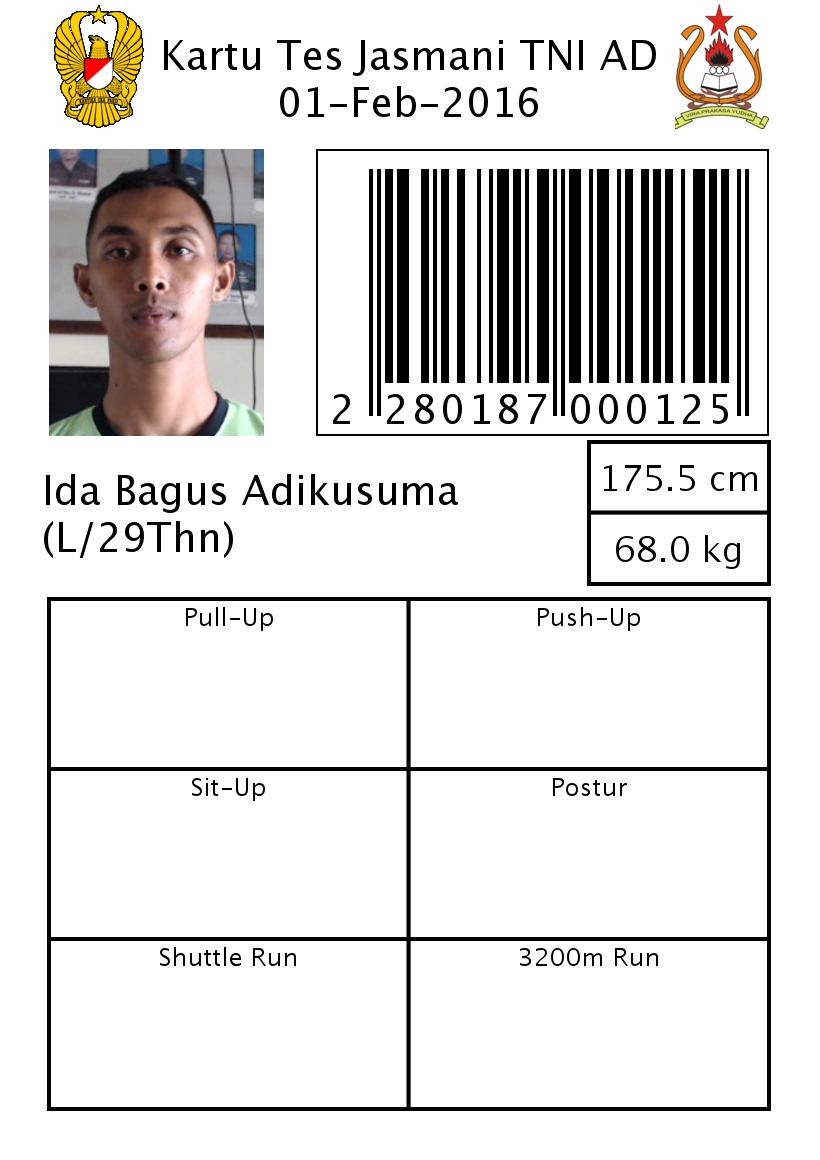 Kartu Tes Jasmani TNI AD
01-Feb-2016
VIRA PRAKASA YUDHA
2 280187 000125
Ida Bagus Adikusuma
(L/29Thn)
175.5 cm
68.0 kg
Pull-Up
Push-Up
Sit-Up
Postur
Shuttle Run
3200m Run